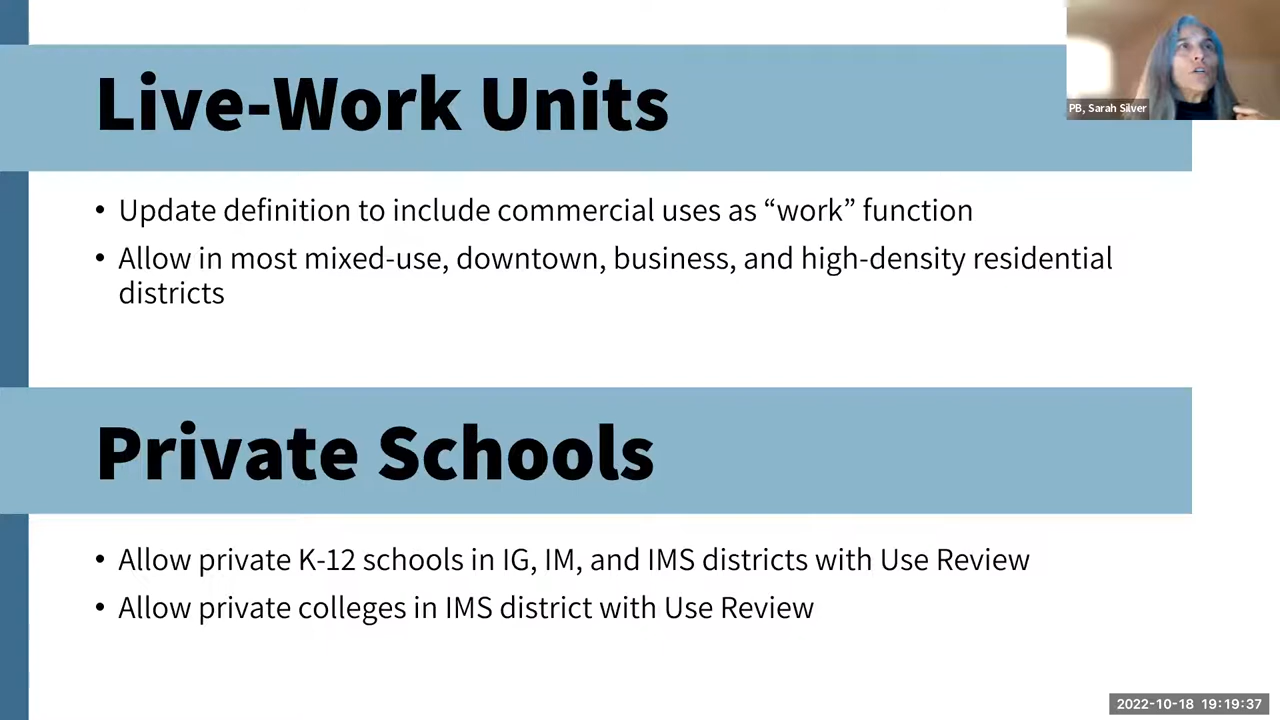 Live-Work Units
PB, Sarah Silver
• Update definition to include commercial uses as “work” function
• Allow in most mixed-use, downtown, business, and high-density residential
districts
Private Schools
• Allow private K-12 schools in IG, IM, and IMS districts with Use Review
• Allow private colleges in IMS district with Use Review
2022-10-18 19:19:37